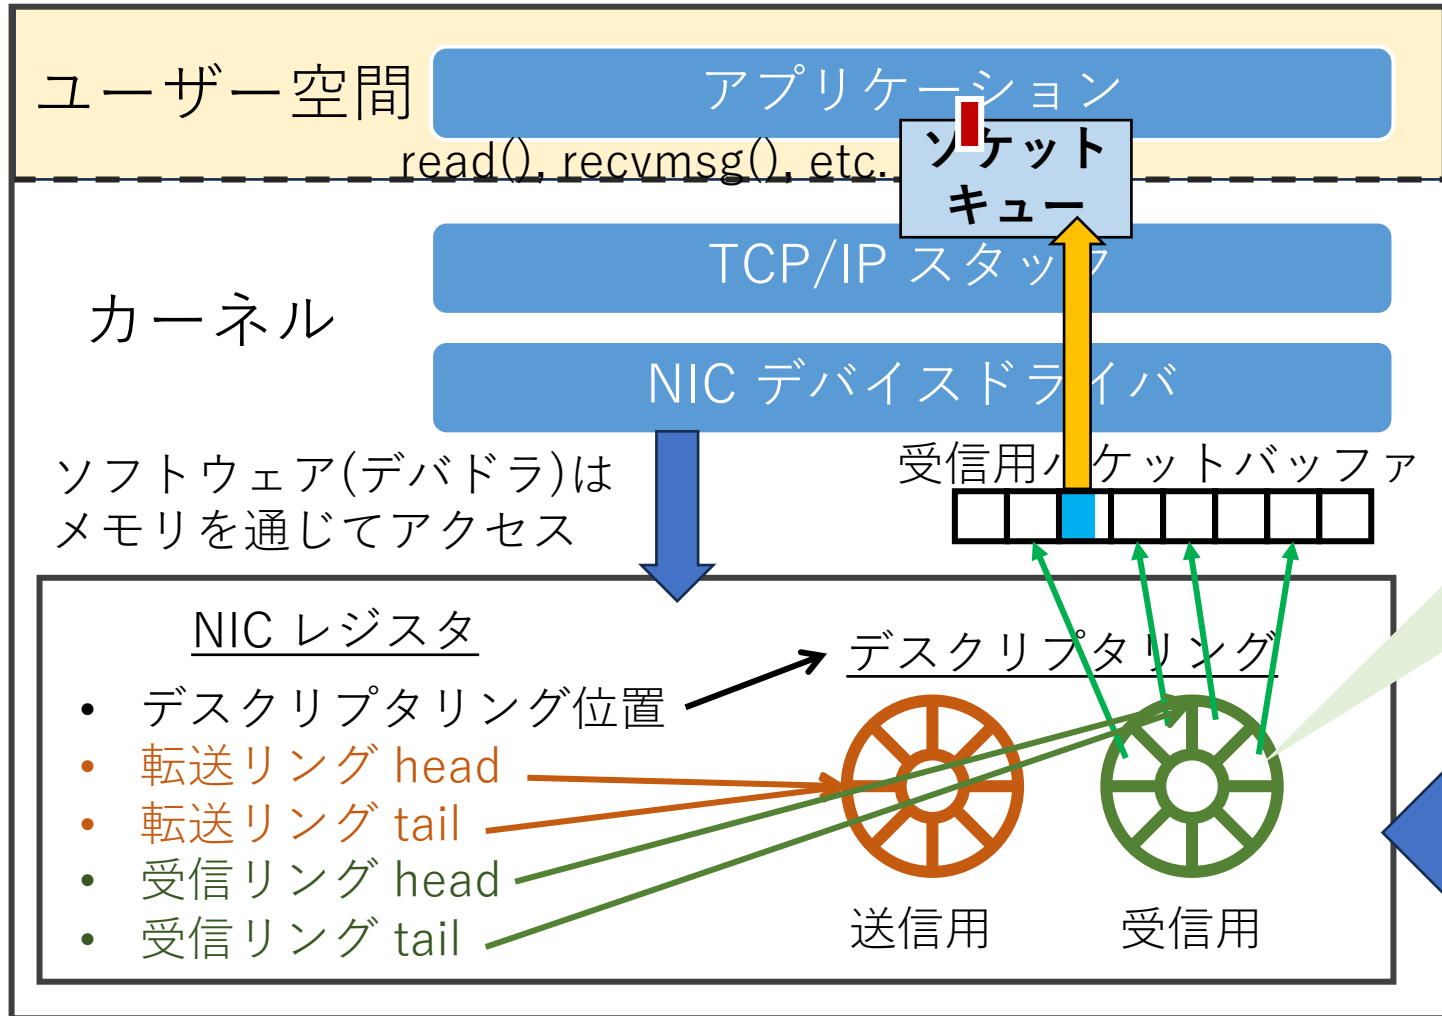 ユーザー空間
アプリケーション
read(), recvmsg(), etc.
ソケット
キュー
TCP/IP スタック
カーネル
NIC デバイスドライバ
ソフトウェア(デバドラ)は
メモリを通じてアクセス
受信用パケットバッファ
NIC レジスタ
デスクリプタリング
• デスクリプタリング位置
• 転送リング head
• 転送リング tail
• 受信リング head
• 受信リング tail
送信用
受信用